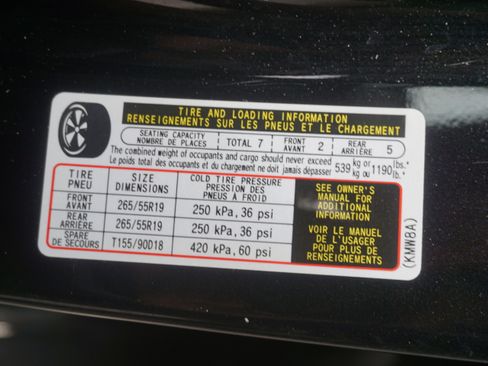 TIRE AND LOADING INFORMATION
RENSEIGNEMENTS SUR LES PNEUS ET LE CHARGEMENT
SEATING CAPACITY
NOMBRE DE PLACES
TOTAL 7
FRONT
AVANT
2
REAR
ARRIÈRE
5
The combined weight of occupants and cargo should never exceed 539 kg or 1190 lbs.
Le poids total des occupants et du chargement ne doit jamais dépasser kg ou lb.
TIRE
PNEU
SIZE
DIMENSIONS
COLD TIRE PRESSURE
PRESSION DES
PNEUS À FROID
FRONT
AVANT
265/55R19
250 kPa, 36 psi
REAR
ARRIÈRE
265/55R19
250 kPa, 36 psi
SPARE
DE SECOURS
T155/90D18
420 kPa, 60 psi
SEE OWNER'S
MANUAL FOR
ADDITIONAL
INFORMATION
VOIR LE MANUEL
DE L'USAGER
POUR PLUS DE
RENSEIGNEMENTS
(KMW8A)